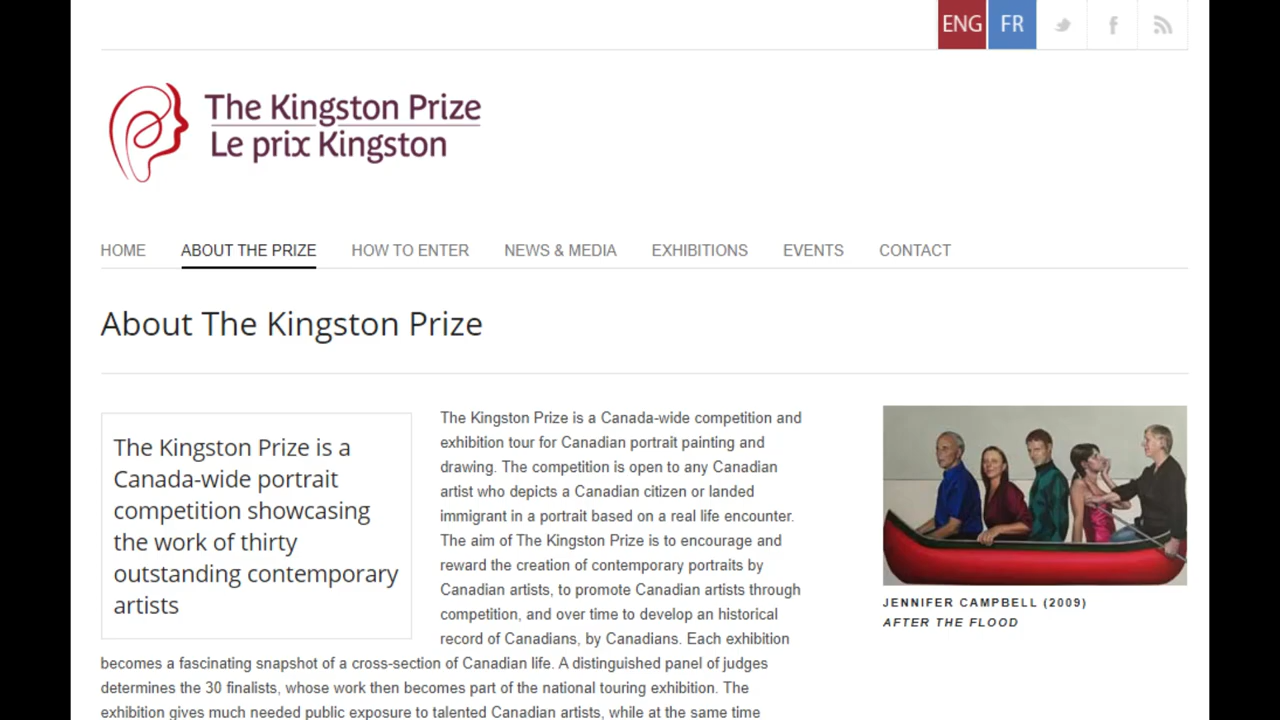 ENG FR
The Kingston Prize
Le prix Kingston
HOME ABOUT THE PRIZE HOW TO ENTER NEWS & MEDIA EXHIBITIONS EVENTS CONTACT
About The Kingston Prize
The Kingston Prize is a
Canada-wide portrait
competition showcasing
the work of thirty
outstanding contemporary
artists
The Kingston Prize is a Canada-wide competition and
exhibition tour for Canadian portrait painting and
drawing. The competition is open to any Canadian
artist who depicts a Canadian citizen or landed
immigrant in a portrait based on a real life encounter.
The aim of The Kingston Prize is to encourage and
reward the creation of contemporary portraits by
Canadian artists, to promote Canadian artists through
competition, and over time to develop an historical
record of Canadians, by Canadians. Each exhibition
becomes a fascinating snapshot of a cross-section of Canadian life. A distinguished panel of judges
determines the 30 finalists, whose work then becomes part of the national touring exhibition. The
exhibition gives much needed public exposure to talented Canadian artists, while at the same time
JENNIFER CAMPBELL (2009)
AFTER THE FLOOD